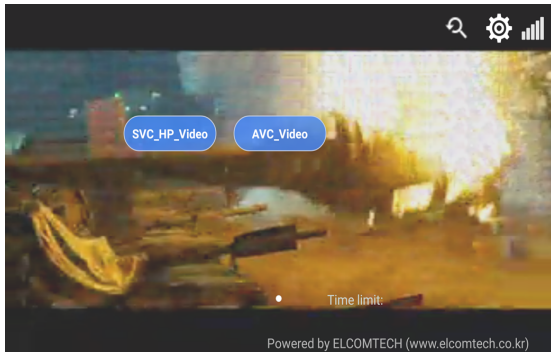 SVC_HP_Video
AVC_Video
Time limit:
Powered by ELCOMTECH (www.elcomtech.co.kr)